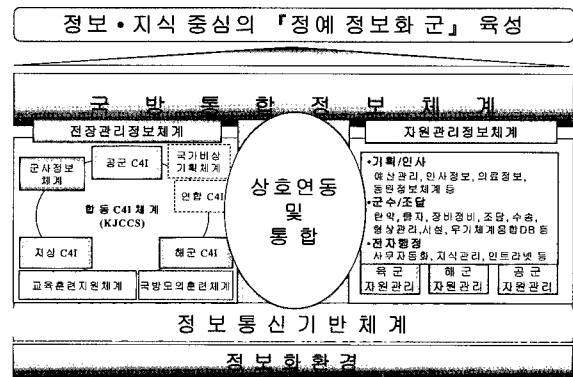 정보•지식 중심의 『정예 정보화 군』 육성
국 방 통 합 정 보 체 계
전장관리정보체계
공군 C4I
국가비상
기획체계
군사정보
체계
연합 C4I
합동 C4I 체계
(KJCCS)
지상 C4I
해군 C4I
교육훈련지원체계
국방모의훈련체계
상호연동
및
통합
자원관리정보체계
•기획/인사
예산관리, 인사정보, 의료정보,
동원정보체계 등
•군수/조달
탄약, 물자, 장비정비, 조달, 수송,
형상관리, 시설, 무기체계종합DB 등
•전자행정
사무자동화, 지식관리, 인트라넷 등
육 군
자원관리
해 군
자원관리
공 군
자원관리
정 보 통 신 기 반 체 계
정 보 화 환 경